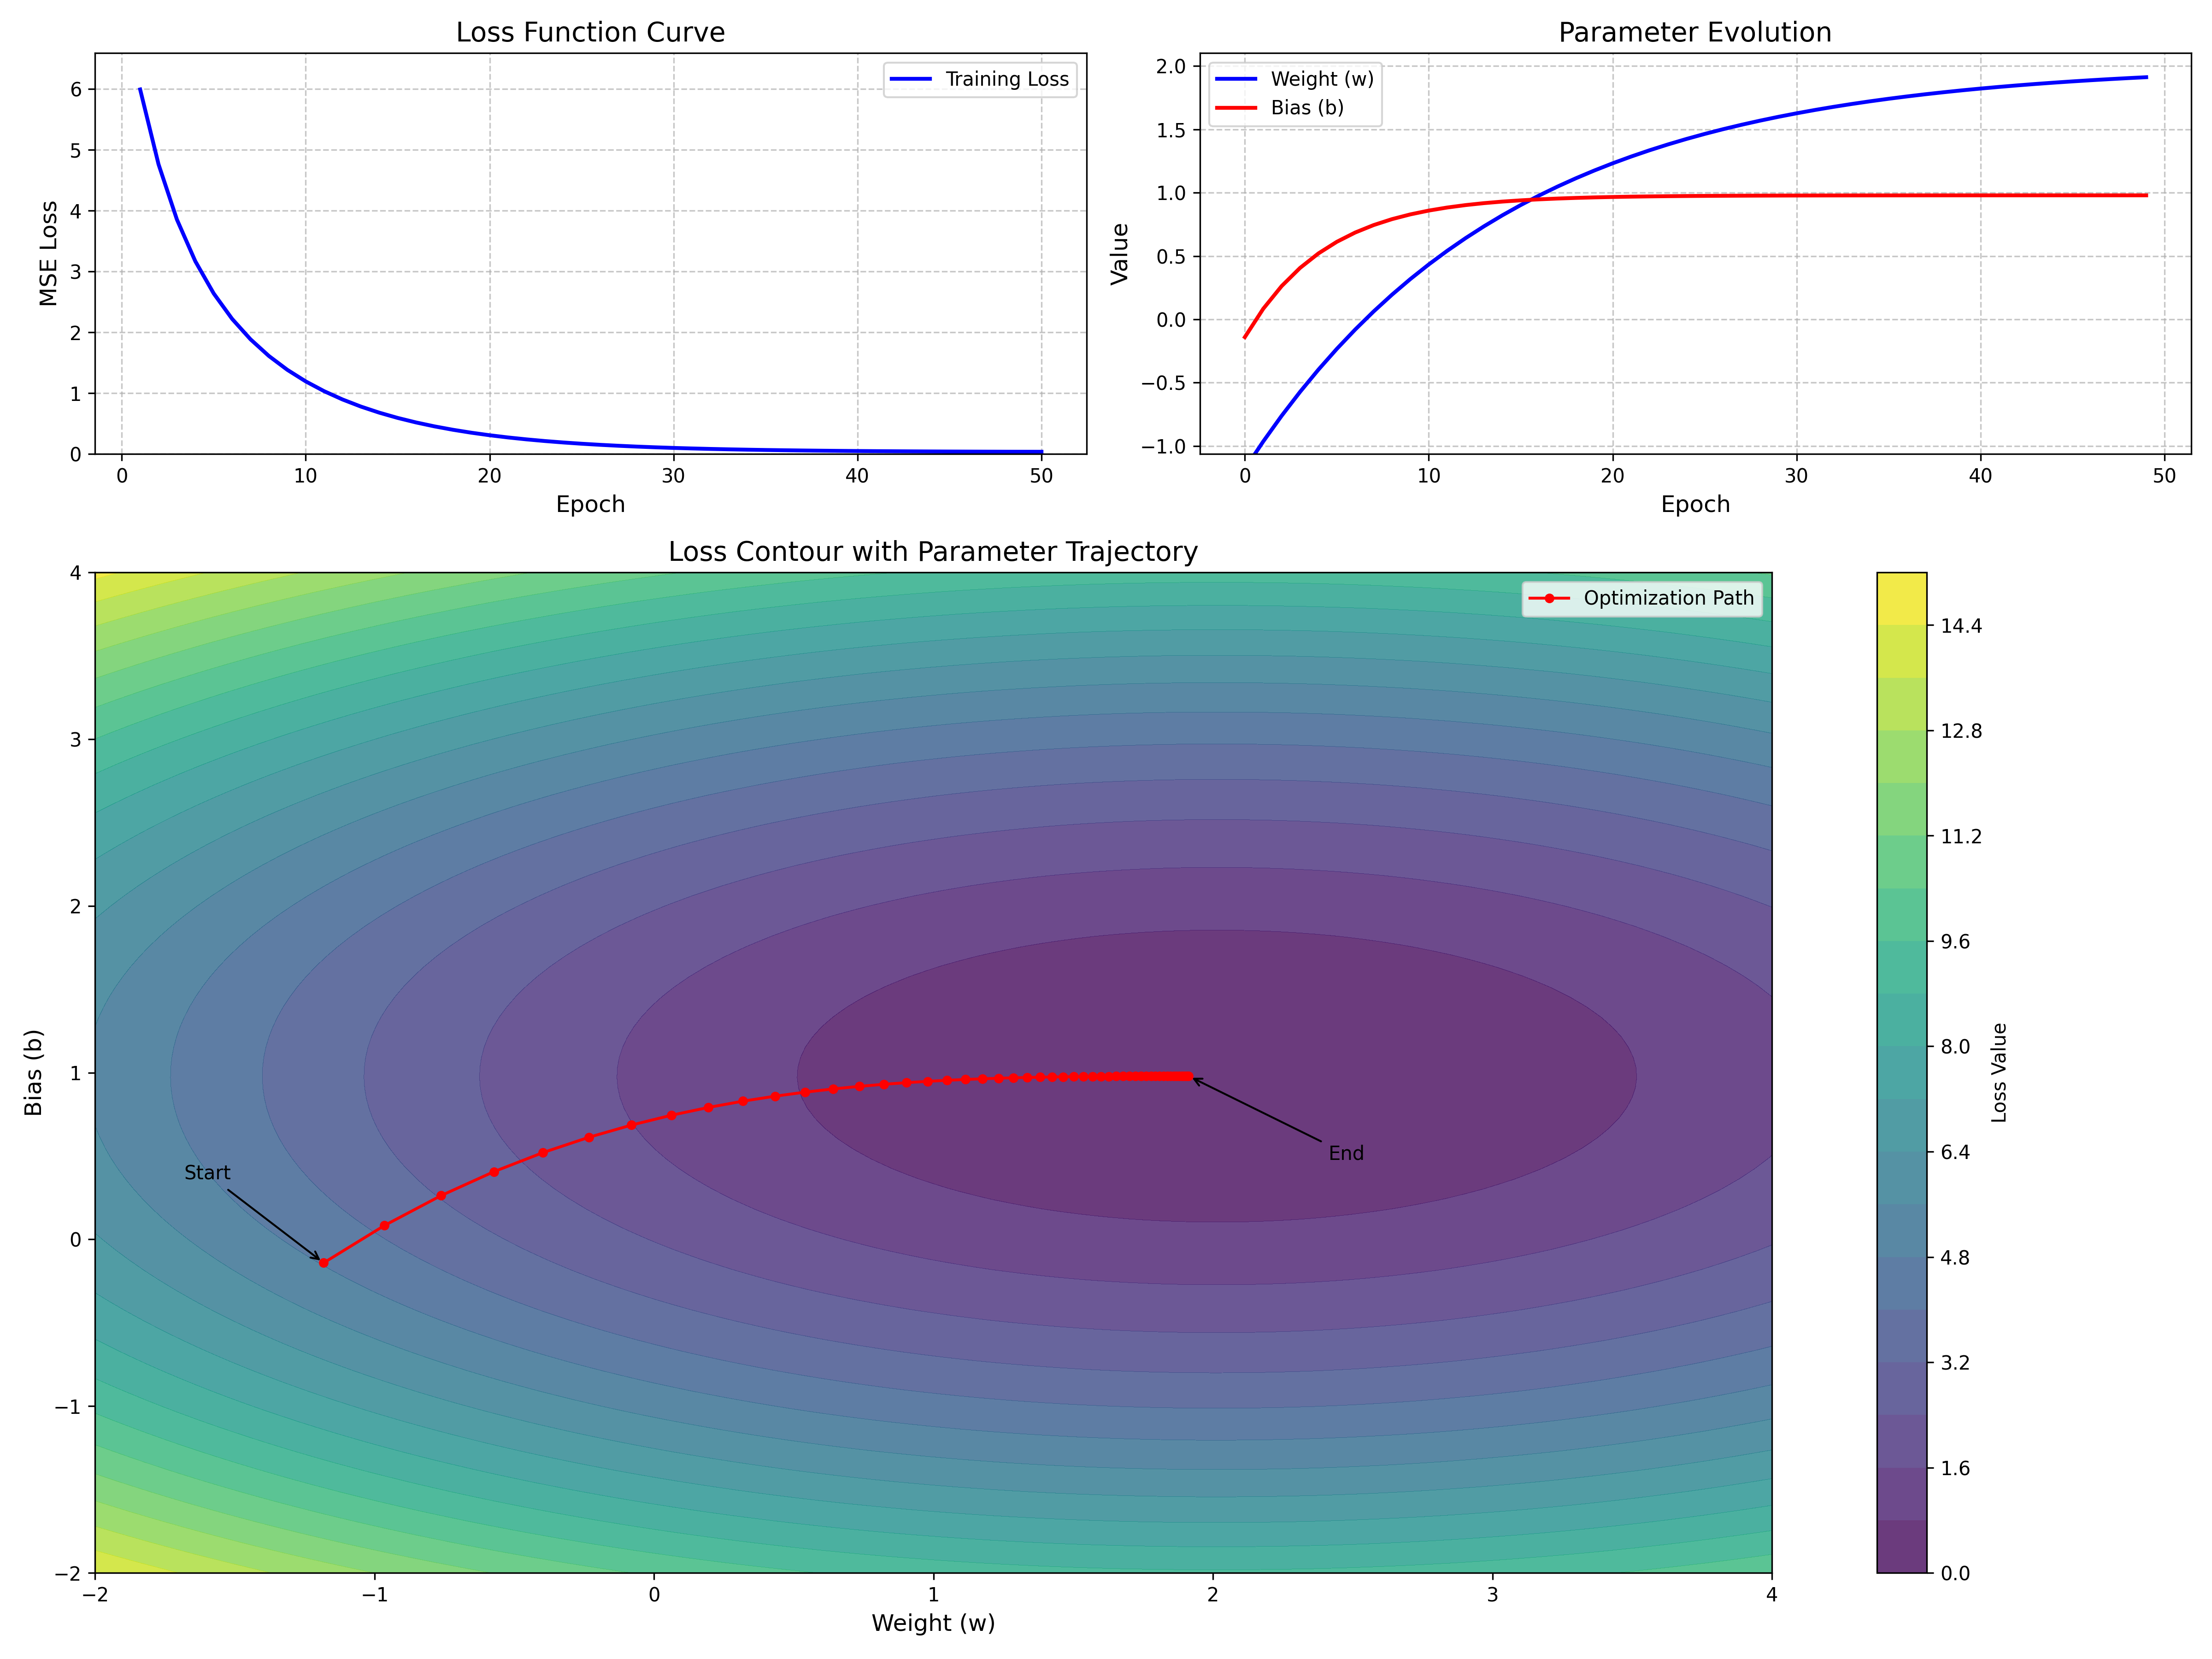 Loss Function Curve
MSE Loss
6
5
4
3
2
1
0
Training Loss
0 10 20 30 40 50
Epoch
Parameter Evolution
Value
2.0
1.5
1.0
0.5
0.0
−0.5
−1.0
Weight (w)
Bias (b)
0 10 20 30 40 50
Epoch
Loss Contour with Parameter Trajectory
Bias (b)
4
3
2
1
0
−1
−2
Optimization Path
Start
End
−2 −1 0 1 2 3 4
Weight (w)
14.4
12.8
11.2
9.6
8.0
6.4
4.8
3.2
1.6
0.0
Loss Value